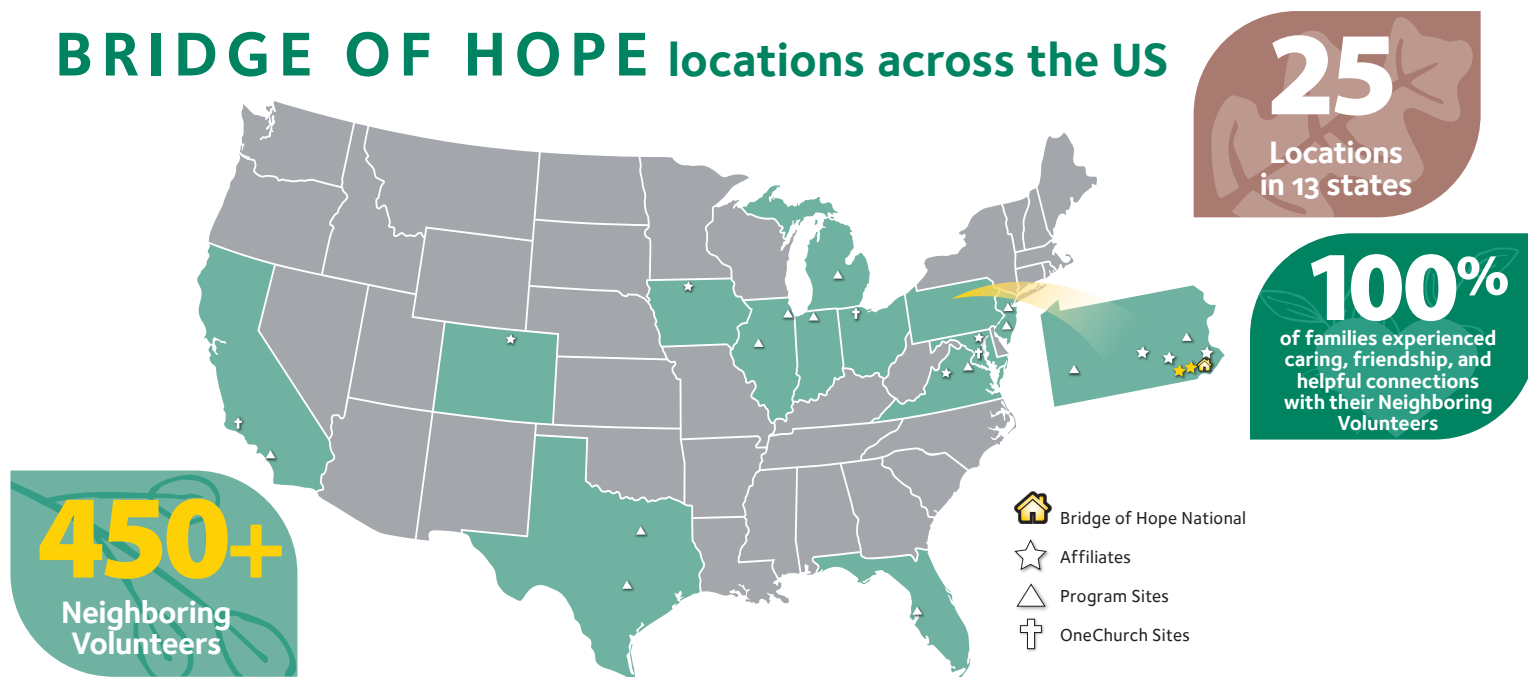 BRIDGE OF HOPE locations across the US
25
Locations
in 13 states
100%
of families experienced
caring, friendship, and
helpful connections
with their Neighboring
Volunteers
450+
Neighboring
Volunteers
Bridge of Hope National
Affiliates
Program Sites
OneChurch Sites